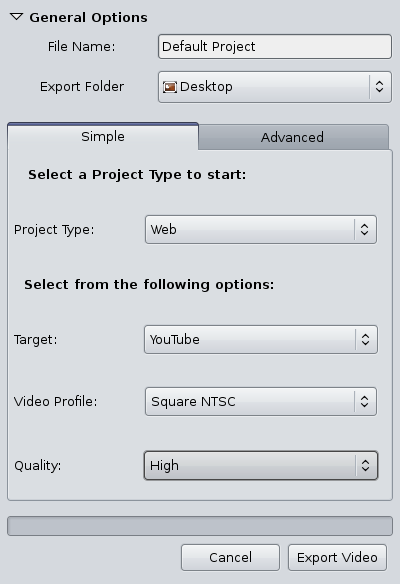 General Options
File Name: Default Project
Export Folder Desktop
Simple Advanced
Select a Project Type to start:
Project Type: Web
Select from the following options:
Target: YouTube
Video Profile: Square NTSC
Quality: High
Cancel Export Video